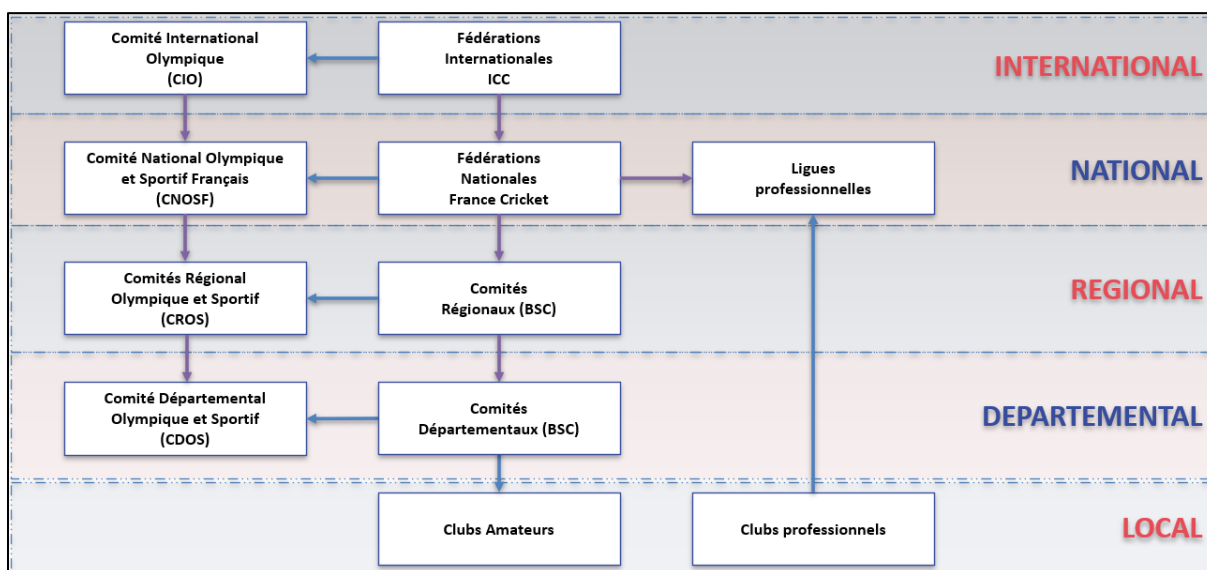 Comité International
Olympique
(CIO)
Fédérations
Internationales
ICC
INTERNATIONAL
Comité National Olympique
et Sportif Français
(CNOSF)
Fédérations
Nationales
France Cricket
Ligues
professionnelles
NATIONAL
Comités Régional
Olympique et Sportif
(CROS)
Comités
Régionaux (BSC)
REGIONAL
Comité Départemental
Olympique et Sportif
(CDOS)
Comités
Départementaux (BSC)
DEPARTEMENTAL
Clubs Amateurs
Clubs professionnels
LOCAL